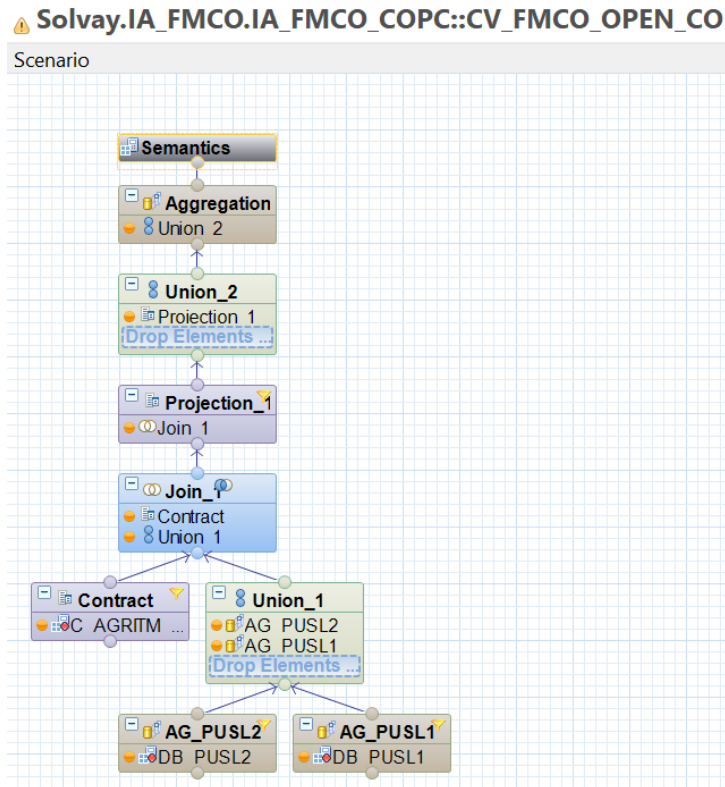 Solvay.IA_FMCO.IA_FMCO_COPC::CV_FMCO_OPEN_CO
Scenario
Semantics
Aggregation
Union_2
Union_2
Projection_1
Drop Elements ...
Projection_1
Join_1
Join_1
Contract
Union_1
Contract
C_AGRITM ...
Union_1
AG_PUSL2
AG_PUSL1
Drop Elements ...
AG_PUSL2
DB_PUSL2
AG_PUSL1
DB_PUSL1